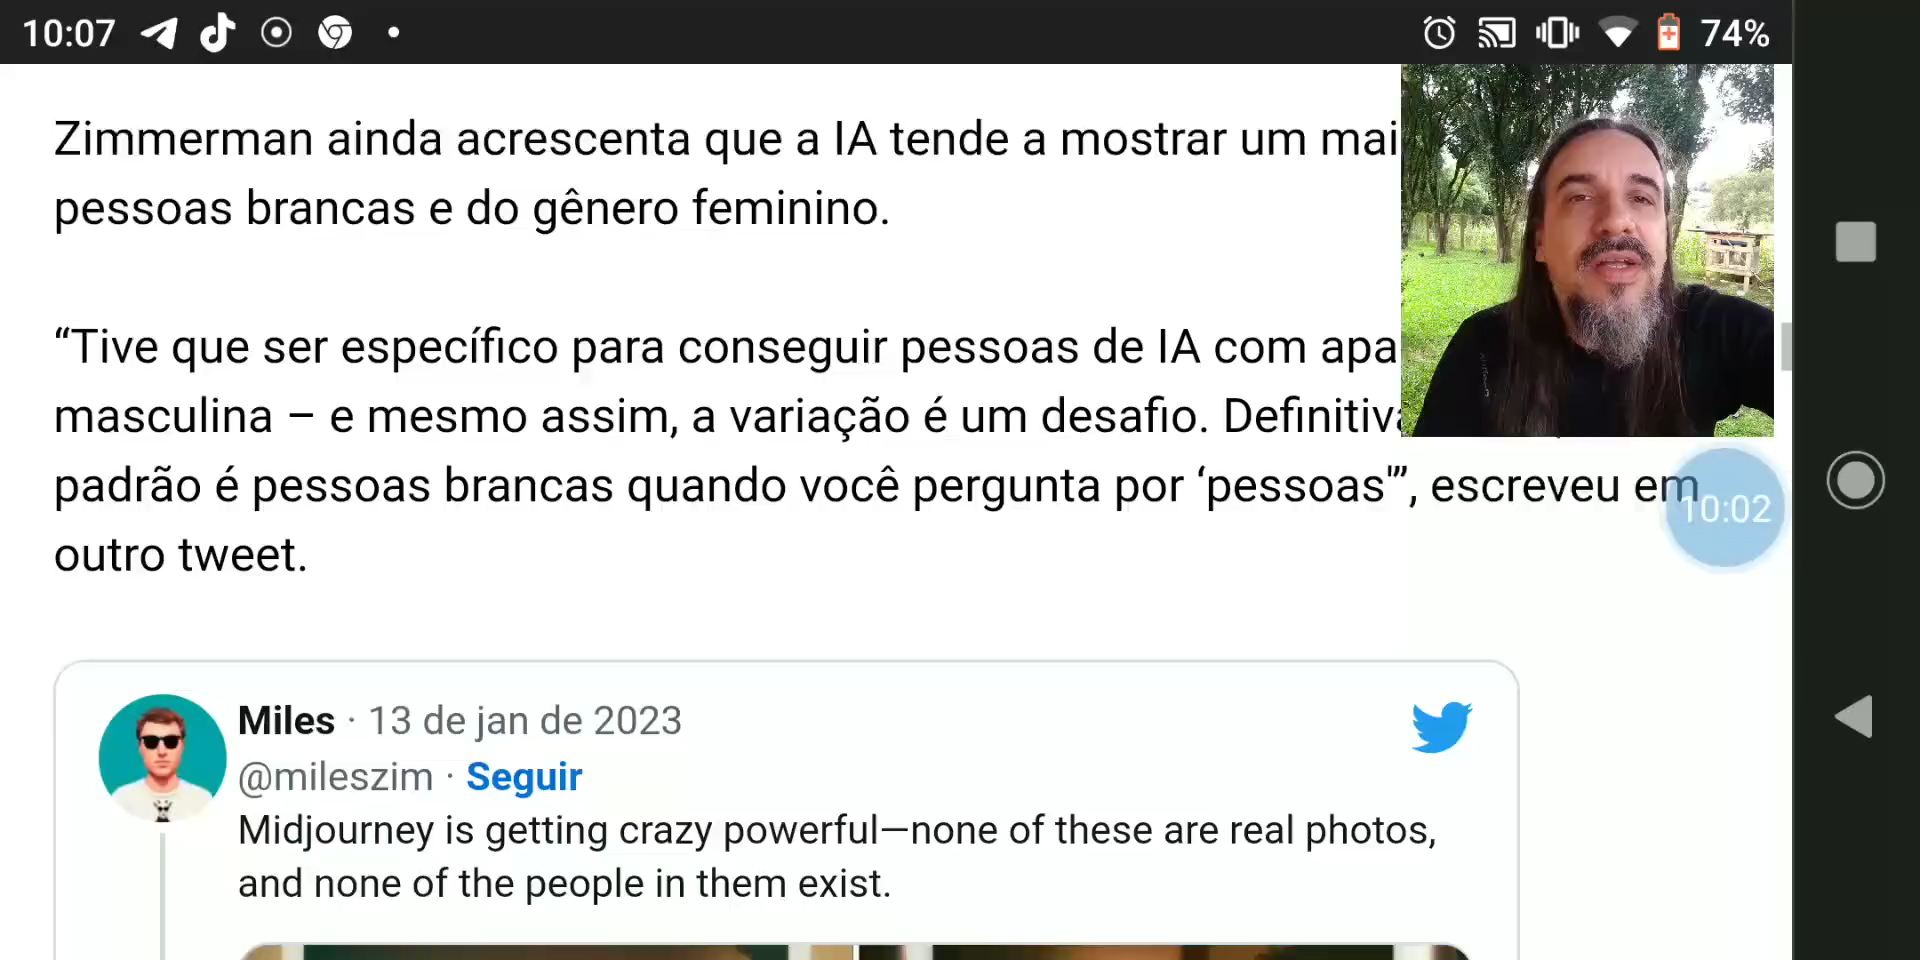 10:07
74%
Zimmerman ainda acrescenta que a IA tende a mostrar um
pessoas brancas e do gênero feminino.
“Tive que ser específico para conseguir pessoas de IA com
masculina – e mesmo assim, a variação é um desafio.
padrão é pessoas brancas quando você pergunta por ‘pessoas’”, escreveu em
10:02
outro tweet.
Miles · 13 de jan de 2023
@mileszim · Seguir
Midjourney is getting crazy powerful—none of these are real photos,
and none of the people in them exist.